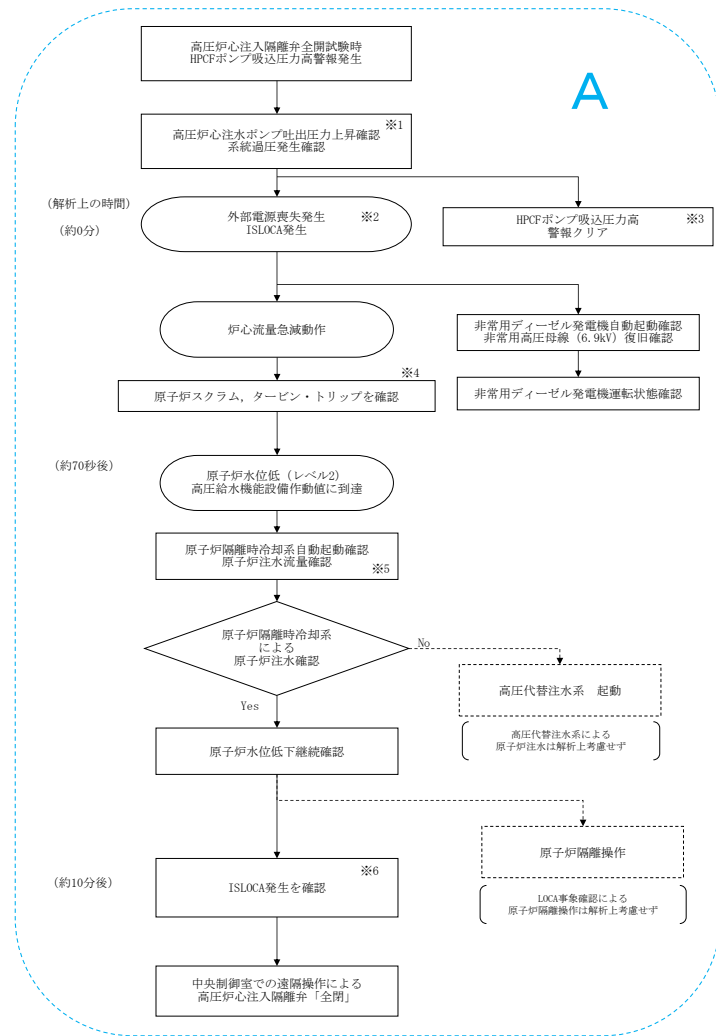 高圧炉心注入隔離弁全開試験時
HPCFポンプ吸込圧力高警報発生
A
※1
高圧炉心注水ポンプ吐出圧力上昇確認
系統過圧発生確認
(解析上の時間)
(約0分)
外部電源喪失発生
ISLOCA発生
※2
HPCFポンプ吸込圧力高
警報クリア
※3
炉心流量急減動作
非常用ディーゼル発電機自動起動確認
非常用高圧母線（6.9kV）復旧確認
※4
原子炉スクラム，タービン・トリップを確認
非常用ディーゼル発電機運転状態確認
(約70秒後)
原子炉水位低（レベル2）
高圧給水機能設備作動値に到達
原子炉隔離時冷却系自動起動確認
原子炉注水流量確認
※5
原子炉隔離時冷却系
による
原子炉注水確認
No
Yes
高圧代替注水系　起動
高圧代替注水系による
原子炉注水は解析上考慮せず
原子炉水位低下継続確認
原子炉隔離操作
LOCA事象確認による
原子炉隔離操作は解析上考慮せず
(約10分後)
※6
ISLOCA発生を確認
中央制御室での遠隔操作による
高圧炉心注入隔離弁「全閉」